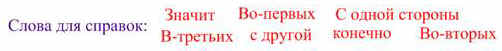 Слова для справок: Значит Во-первых С одной стороны
В-третьих с другой конечно Во-вторых